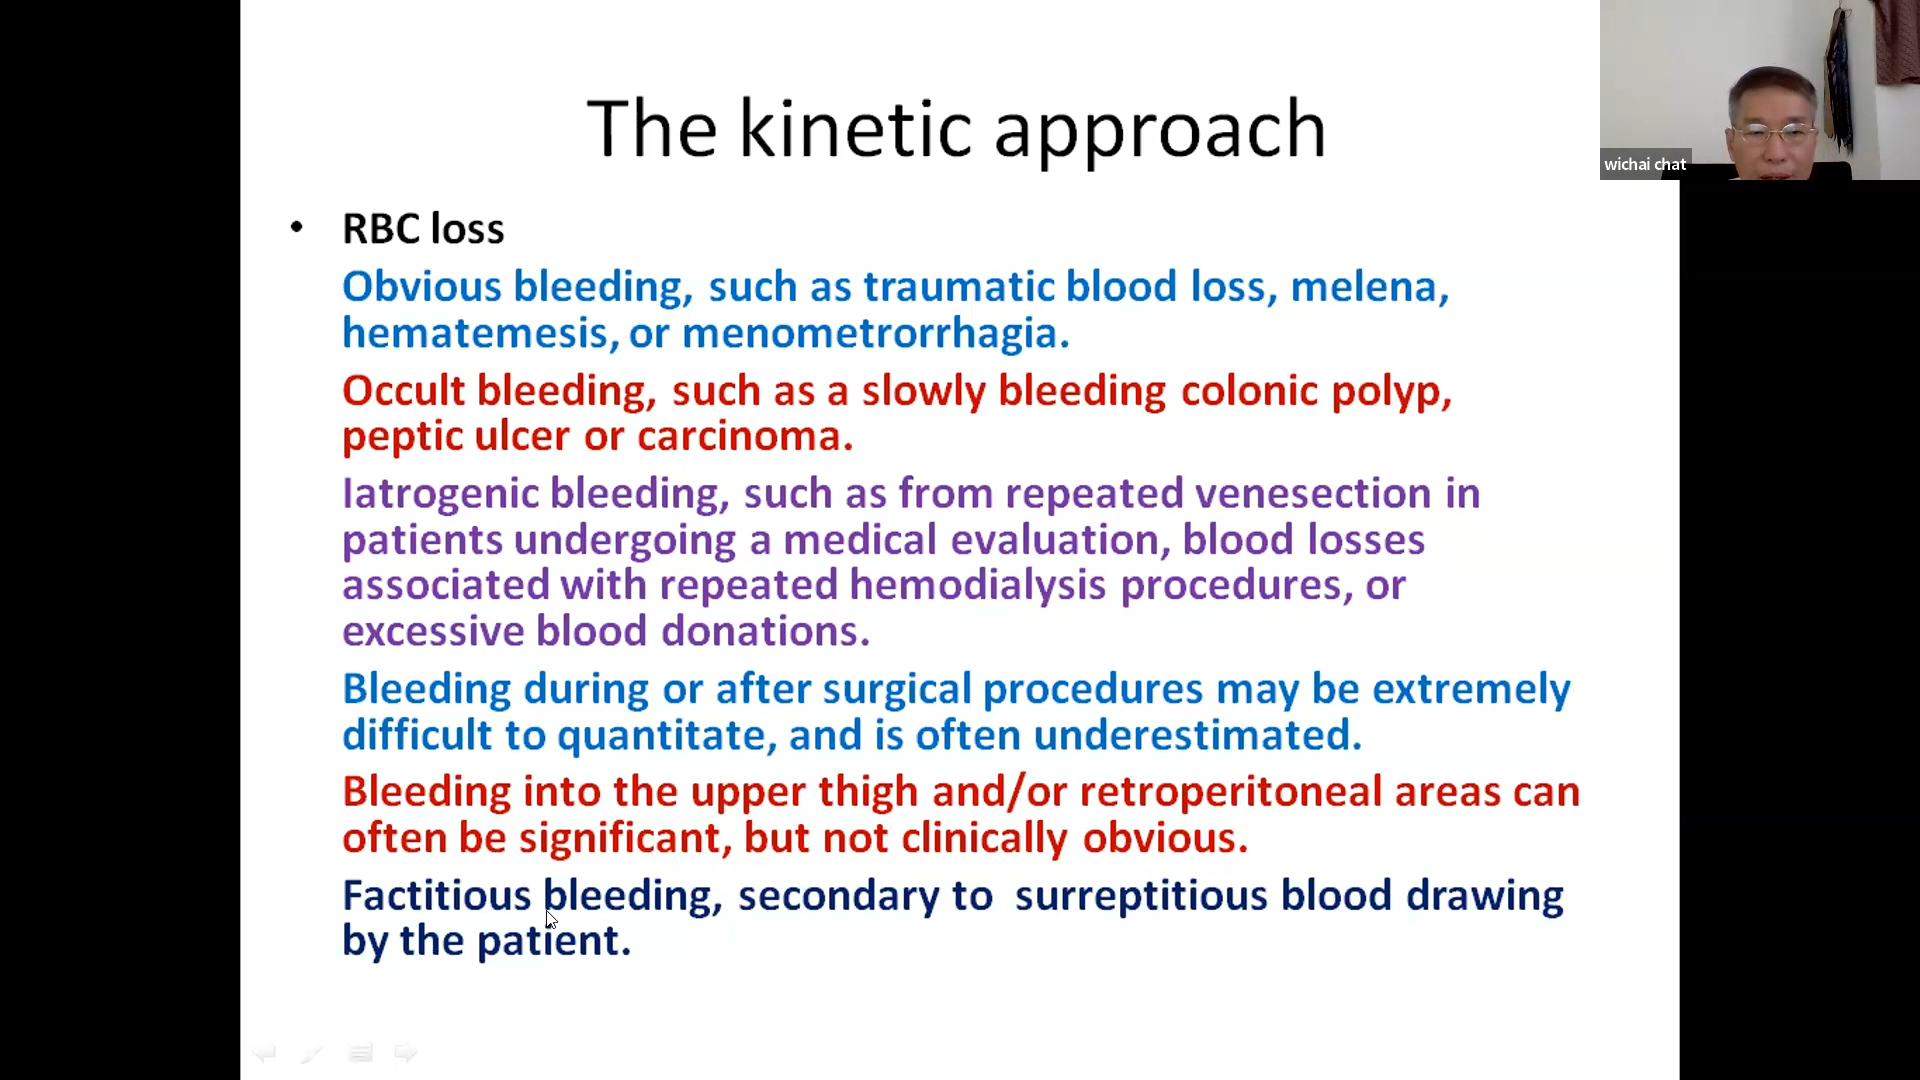 The kinetic approach
wichai chat
• RBC loss
Obvious bleeding, such as traumatic blood loss, melena,
hematemesis, or menometrorrhagia.
Occult bleeding, such as a slowly bleeding colonic polyp,
peptic ulcer or carcinoma.
Iatrogenic bleeding, such as from repeated venesection in
patients undergoing a medical evaluation, blood losses
associated with repeated hemodialysis procedures, or
excessive blood donations.
Bleeding during or after surgical procedures may be extremely
difficult to quantitate, and is often underestimated.
Bleeding into the upper thigh and/or retroperitoneal areas can
often be significant, but not clinically obvious.
Factitious bleeding, secondary to  surreptitious blood drawing
by the patient.